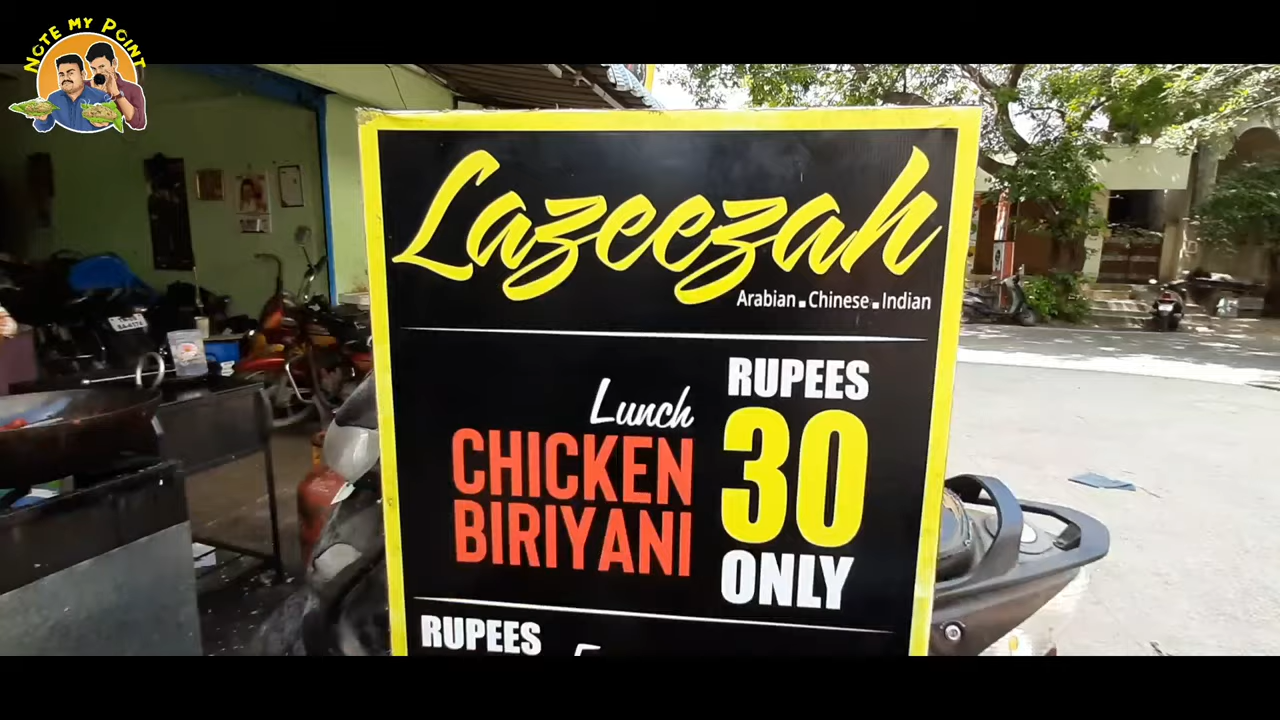 NOTE MY POINT
Lazeezah
Arabian.Chinese.Indian
Lunch
CHICKEN
BIRIYANI
RUPEES
30
ONLY
RUPEES